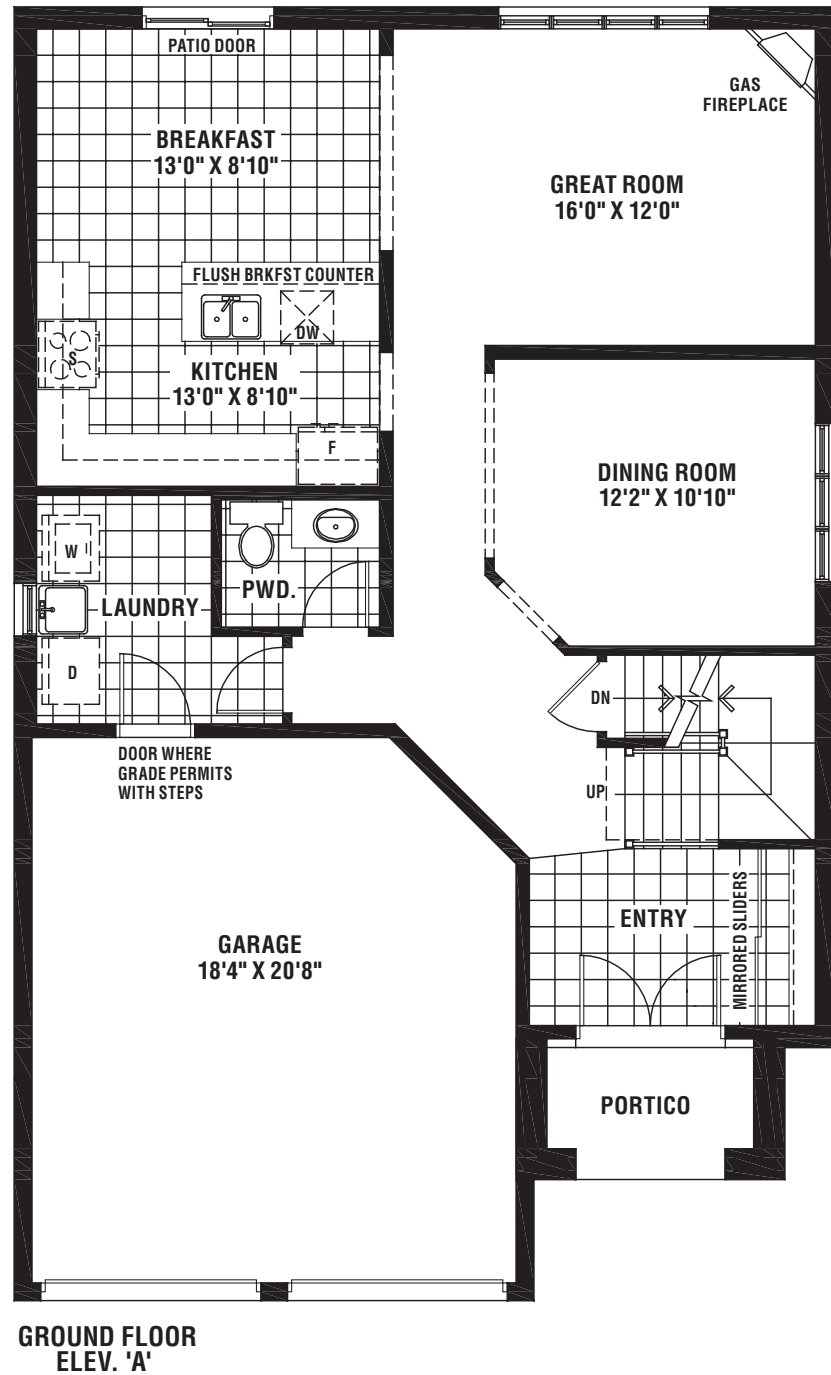 PATIO DOOR
BREAKFAST
13'0" X 8'10"
GAS
FIREPLACE
GREAT ROOM
16'0" X 12'0"
FLUSH BRKFST COUNTER
DW
S
KITCHEN
13'0" X 8'10"
F
DINING ROOM
12'2" X 10'10"
W
PWD.
LAUNDRY
D
DN
DOOR WHERE
GRADE PERMITS
WITH STEPS
UP
ENTRY
MIRRORED SLIDERS
GARAGE
18'4" X 20'8"
PORTICO
GROUND FLOOR
ELEV. 'A'